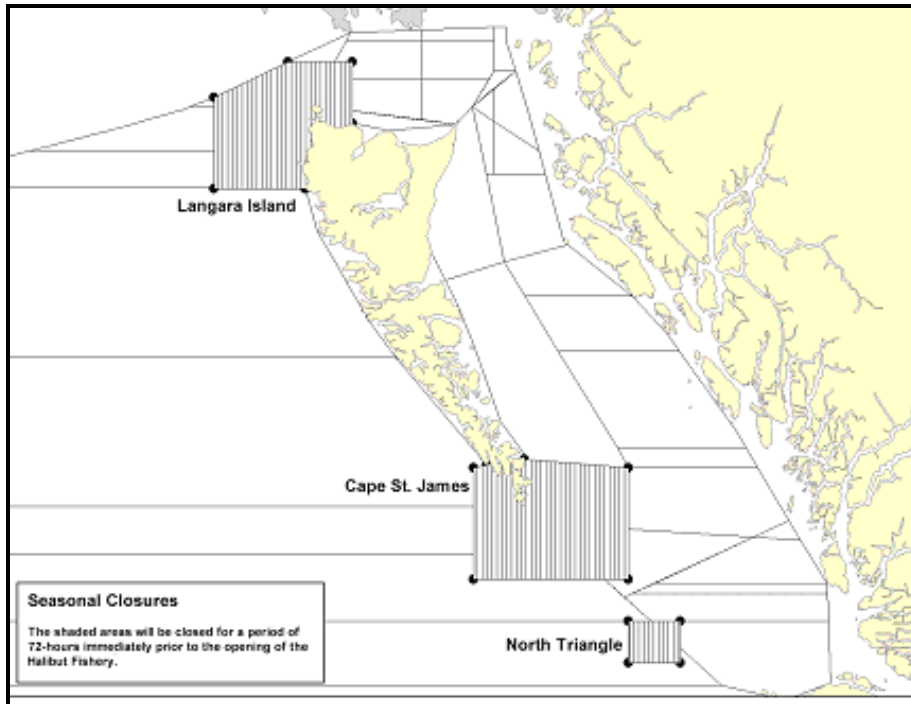 Langara Island
Cape St. James
North Triangle
Seasonal Closures
The shaded areas will be closed for a period of
72-hours immediately prior to the opening of the
Halibut Fishery.